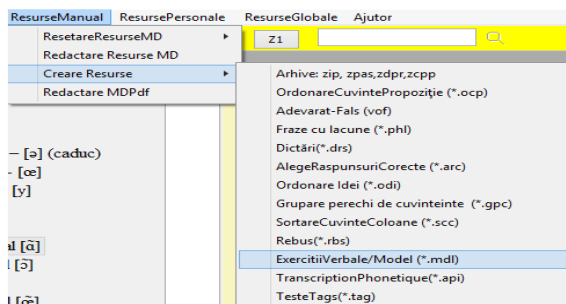 ResurseManual ResursePersonale ResurseGlobale Ajutor
ResetareResurseMD
Z1
Redactare Resurse MD
Creare Resurse
Arhive: zip, zpas,zdpr,zcpp
Redactare MDPdf
OrdonareCuvintePropoziţie (*.ocp)
Adevarat-Fals (vof)
Fraze cu lacune (*.phl)
– [ə] (caduc)
Dictări(*.drs)
- [œ]
AlegeRaspunsuriCorecte (*.arc)
[y]
Ordonare Idei (*.odi)
Grupare perechi de cuvinteinte (*.gpc)
SortareCuvinteColoane (*.scc)
al [ɑ̃]
Rebus(*.rbs)
l [ɔ̃]
ExercitiiVerbale/Model (*.mdl)
TranscriptionPhonetique(*.api)
l [œ̃]
TesteTags(*.tag)